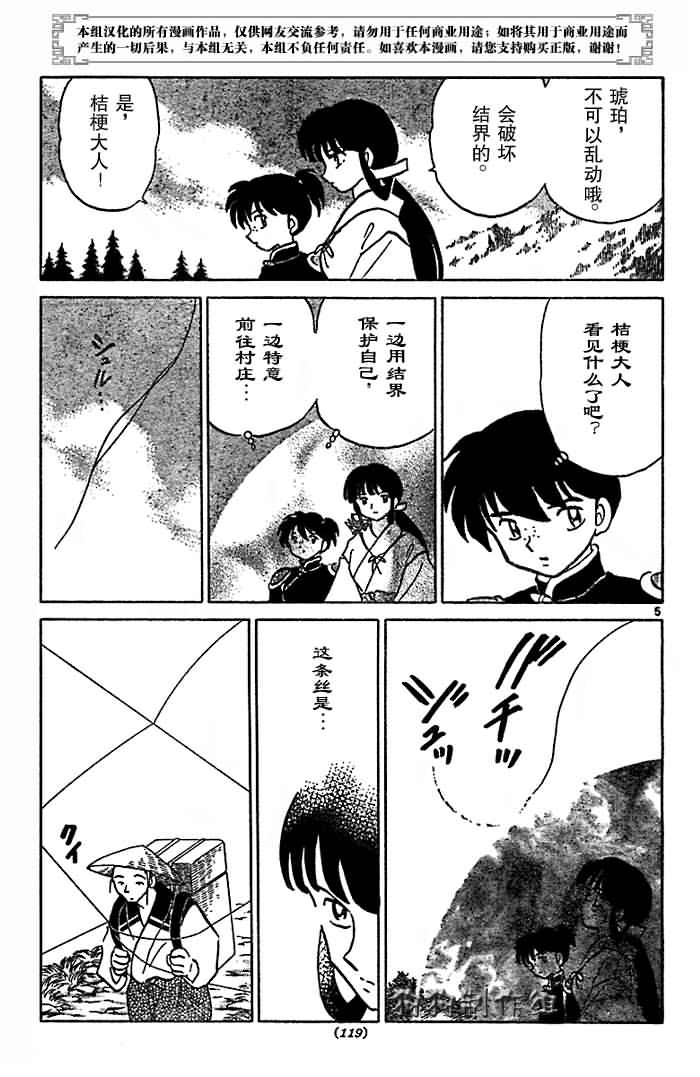 本组汉化的所有漫画作品，仅供网友交流参考，请勿用于任何商业用途；如将其用于商业用途而
产生的一切后果，与本组无关，本组不负任何责任。如喜欢本漫画，请您支持购买正版，谢谢！
琥珀，
不可以乱动哦。
会破坏
结界的。
是，
桔梗大人！
桔梗大人
看见什么了吧？
一边用结界
保护自己，
一边特意
前往村庄…
シュル…
5
バチッ
ジュッ
这条丝是…
クイ
制作组
(119)